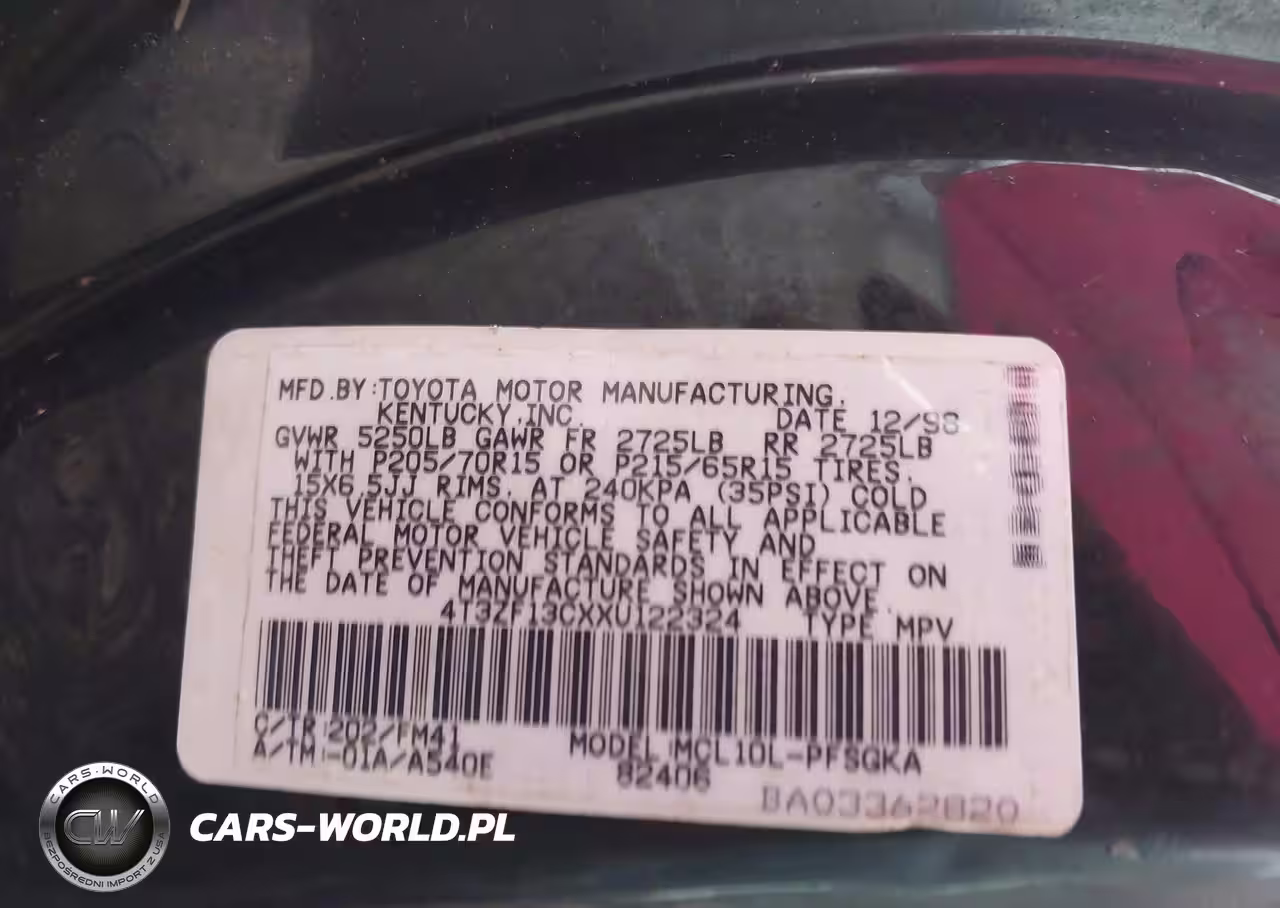 MFD.BY:TOYOTA MOTOR MANUFACTURING,
KENTUCKY,INC. DATE 12/98
GVWR 5250LB GAWR FR 2725LB RR 2725LB
WITH P205/70R15 OR P215/65R15 TIRES.
15X6.5JJ RIMS. AT 240KPA (35PSI) COLD
THIS VEHICLE CONFORMS TO ALL APPLICABLE
FEDERAL MOTOR VEHICLE SAFETY AND
THEFT PREVENTION STANDARDS IN EFFECT ON
THE DATE OF MANUFACTURE SHOWN ABOVE.
4T3ZF13CXXU122324 TYPE MPV
C/TR:202/FM41 MODEL:MCL10L-PFSGKA
A/TM:-01A/A540E 82406
BA03362820
CARS-WORLD
CW
BEZPOŚREDNI IMPORT Z USA
CARS-WORLD.PL